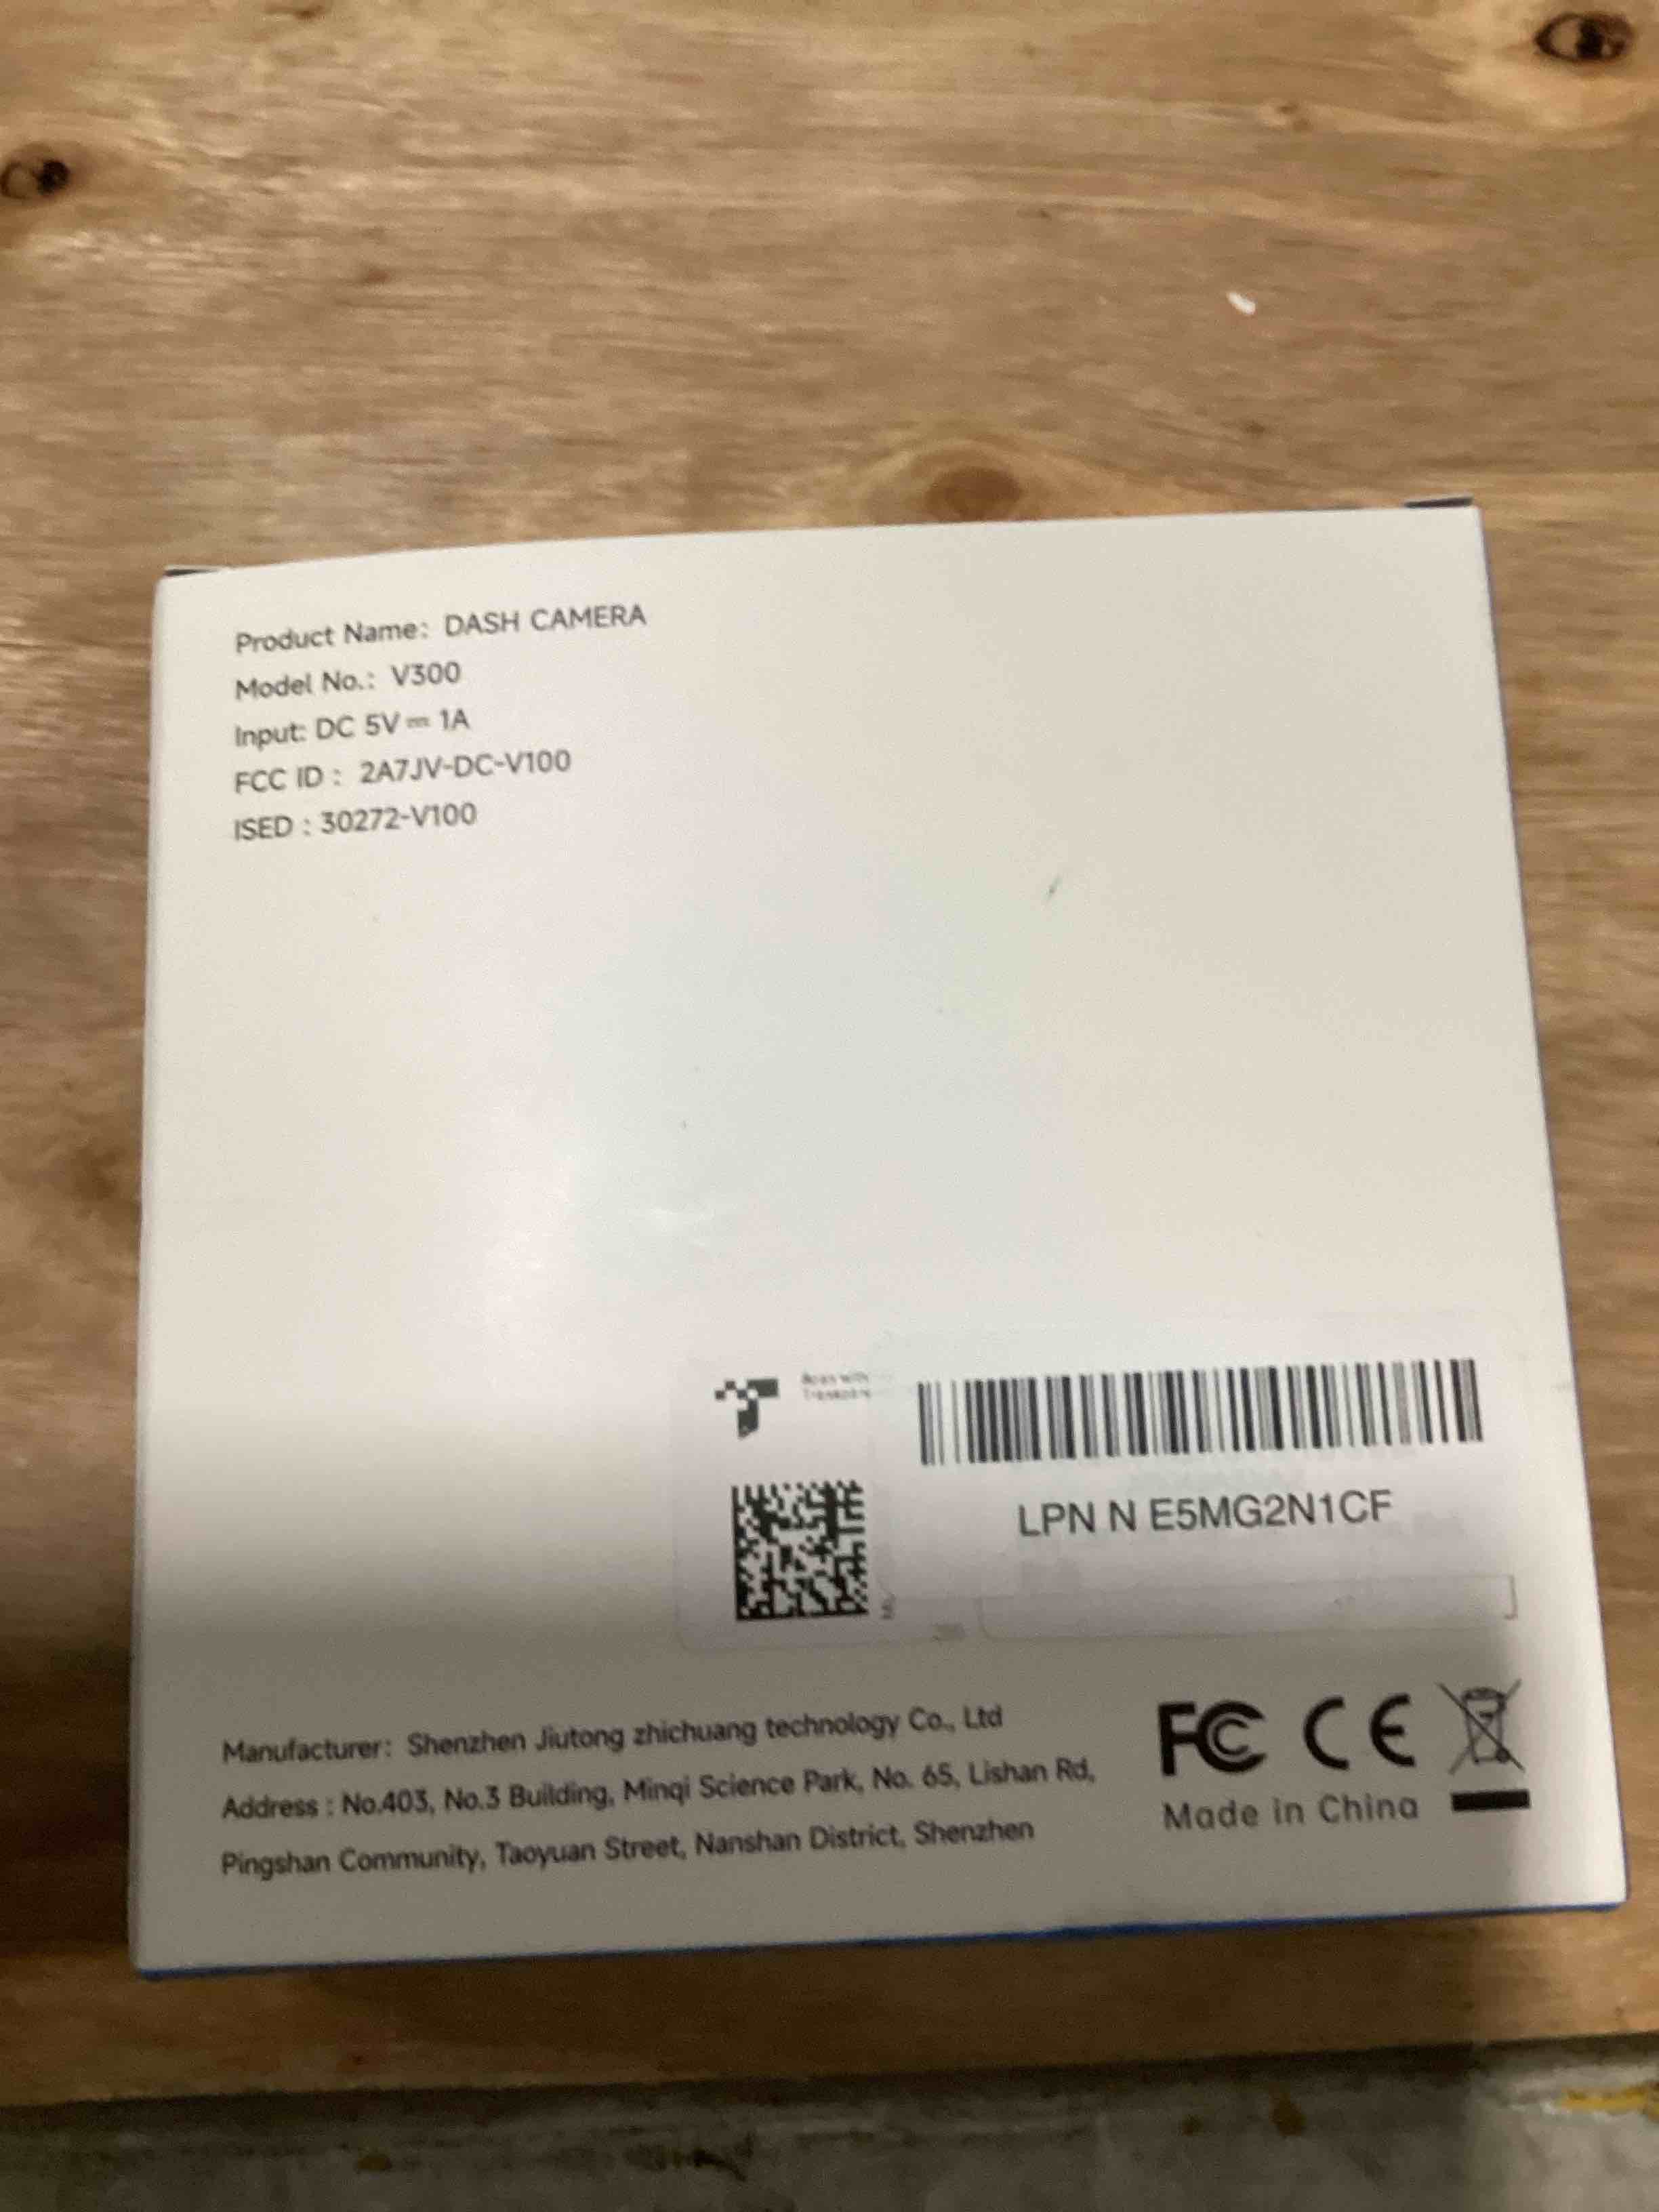 Product Name: DASH CAMERA
Model No.: V300
Input: DC 5V⎓1A
FCC ID : 2A7JV-DC-V100
ISED : 30272-V100
LPN N E5MG2N1CF
Manufacturer: Shenzhen Jiutong zhichuang technology Co., Ltd
Address : No.403, No.3 Building, Minqi Science Park, No. 65, Lishan Rd,
Pingshan Community, Taoyuan Street, Nanshan District, Shenzhen
FC CE
Made in China